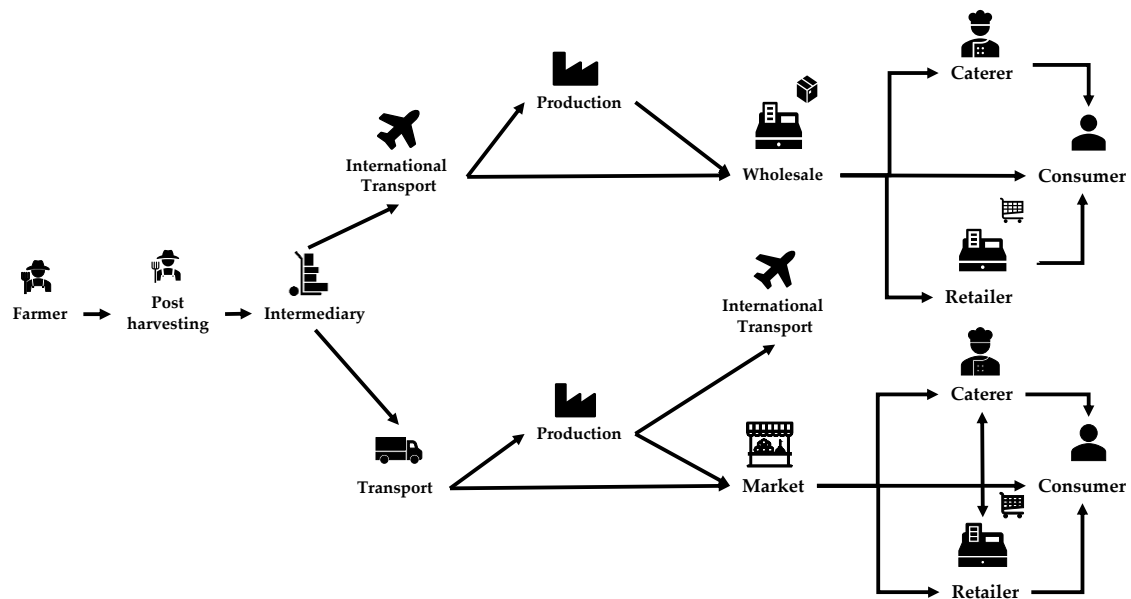 Caterer
Production
International
Transport
Wholesale
Consumer
Retailer
Farmer
Post
harvesting
Intermediary
International
Transport
Caterer
Production
Transport
Market
Consumer
Retailer